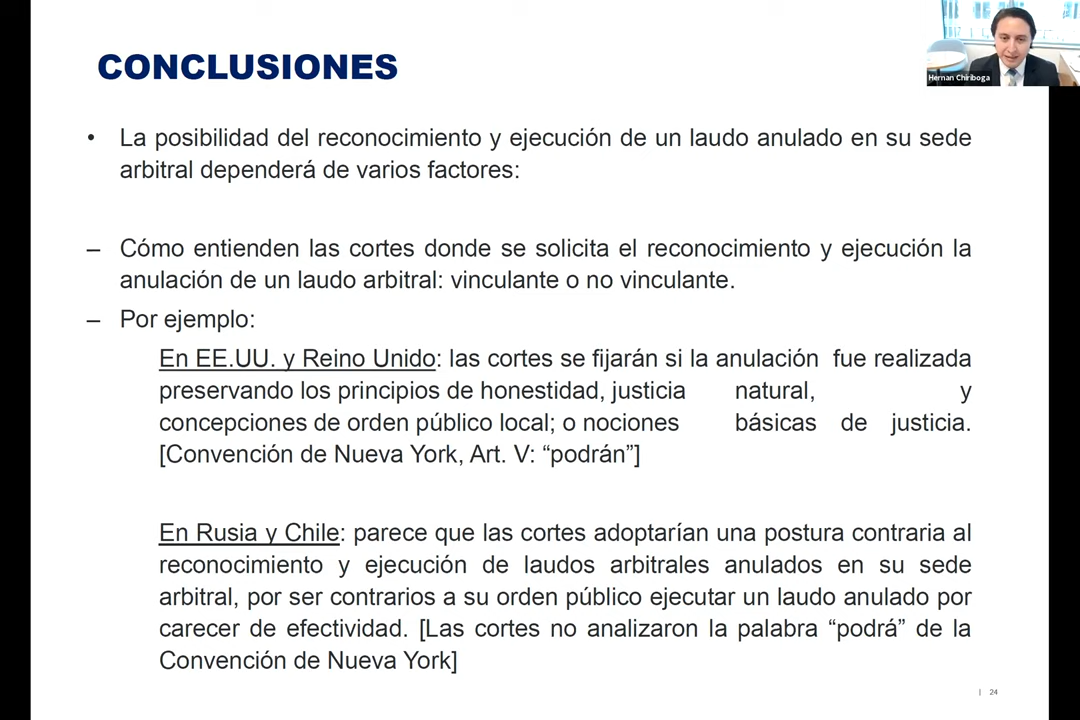 CONCLUSIONES
Hernan Chiriboga
• La posibilidad del reconocimiento y ejecución de un laudo anulado en su sede
arbitral dependerá de varios factores:
– Cómo entienden las cortes donde se solicita el reconocimiento y ejecución la
anulación de un laudo arbitral: vinculante o no vinculante.
– Por ejemplo:
En EE.UU. y Reino Unido: las cortes se fijarán si la anulación fue realizada
preservando los principios de honestidad, justicia natural, y
concepciones de orden público local; o nociones básicas de justicia.
[Convención de Nueva York, Art. V: “podrán”]
En Rusia y Chile: parece que las cortes adoptarían una postura contraria al
reconocimiento y ejecución de laudos arbitrales anulados en su sede
arbitral, por ser contrarios a su orden público ejecutar un laudo anulado por
carecer de efectividad. [Las cortes no analizaron la palabra “podrá” de la
Convención de Nueva York]
| 24